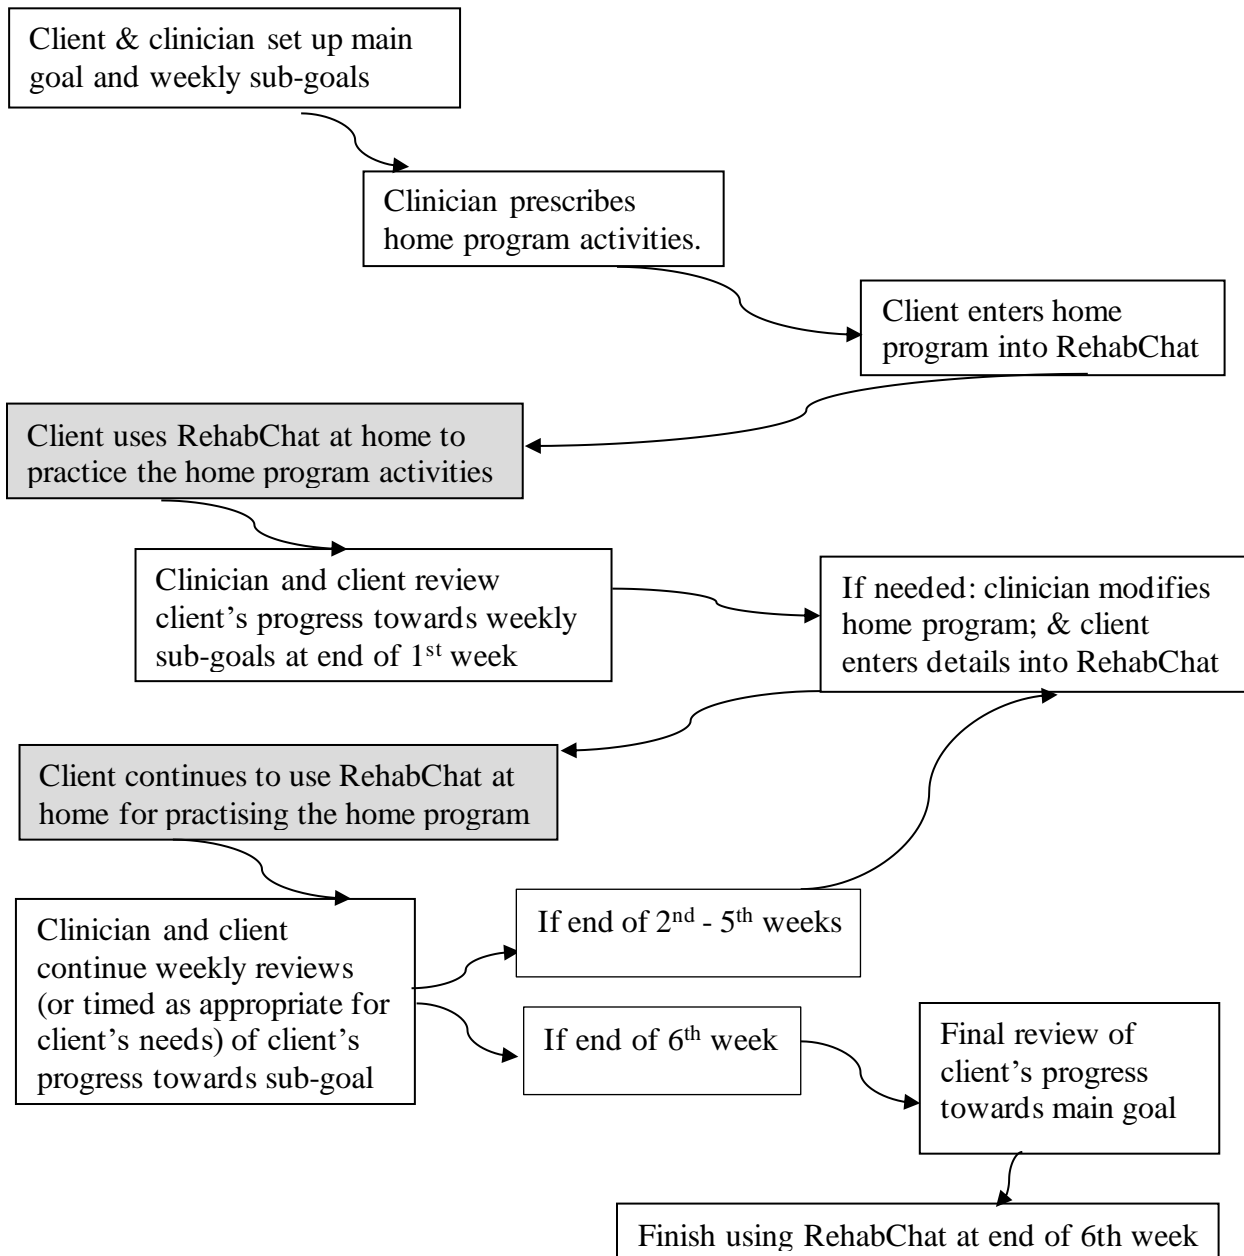 Client & clinician set up main
goal and weekly sub-goals
Clinician prescribes
home program activities.
Client enters home
program into RehabChat
Client uses RehabChat at home to
practice the home program activities
Clinician and client review
client’s progress towards weekly
sub-goals at end of 1st week
If needed: clinician modifies
home program; & client
enters details into RehabChat
Client continues to use RehabChat at
home for practising the home program
Clinician and client
continue weekly reviews
(or timed as appropriate for
client’s needs) of client’s
progress towards sub-goal
If end of 2nd - 5th weeks
If end of 6th week
Final review of
client’s progress
towards main goal
Finish using RehabChat at end of 6th week